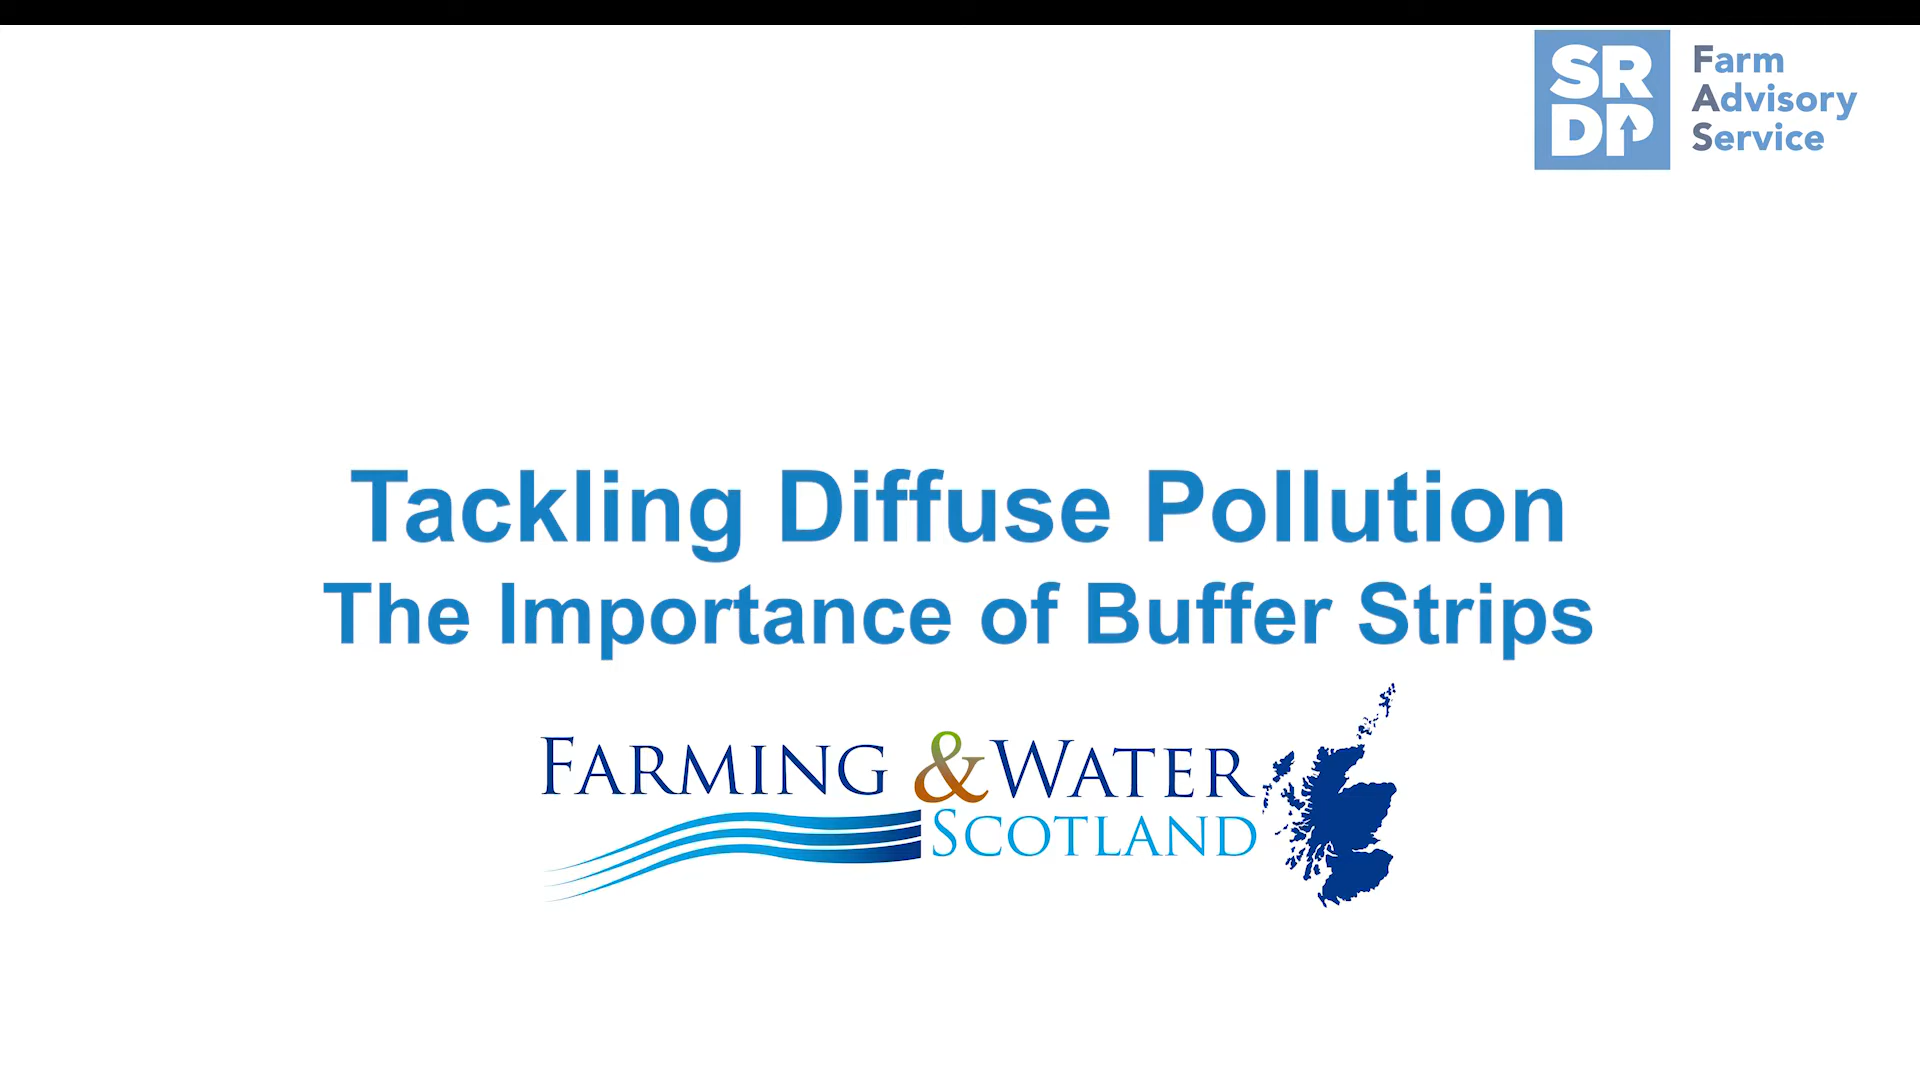 SR
DP
Farm
Advisory
Service
Tackling Diffuse Pollution
The Importance of Buffer Strips
FARMING & WATER
SCOTLAND